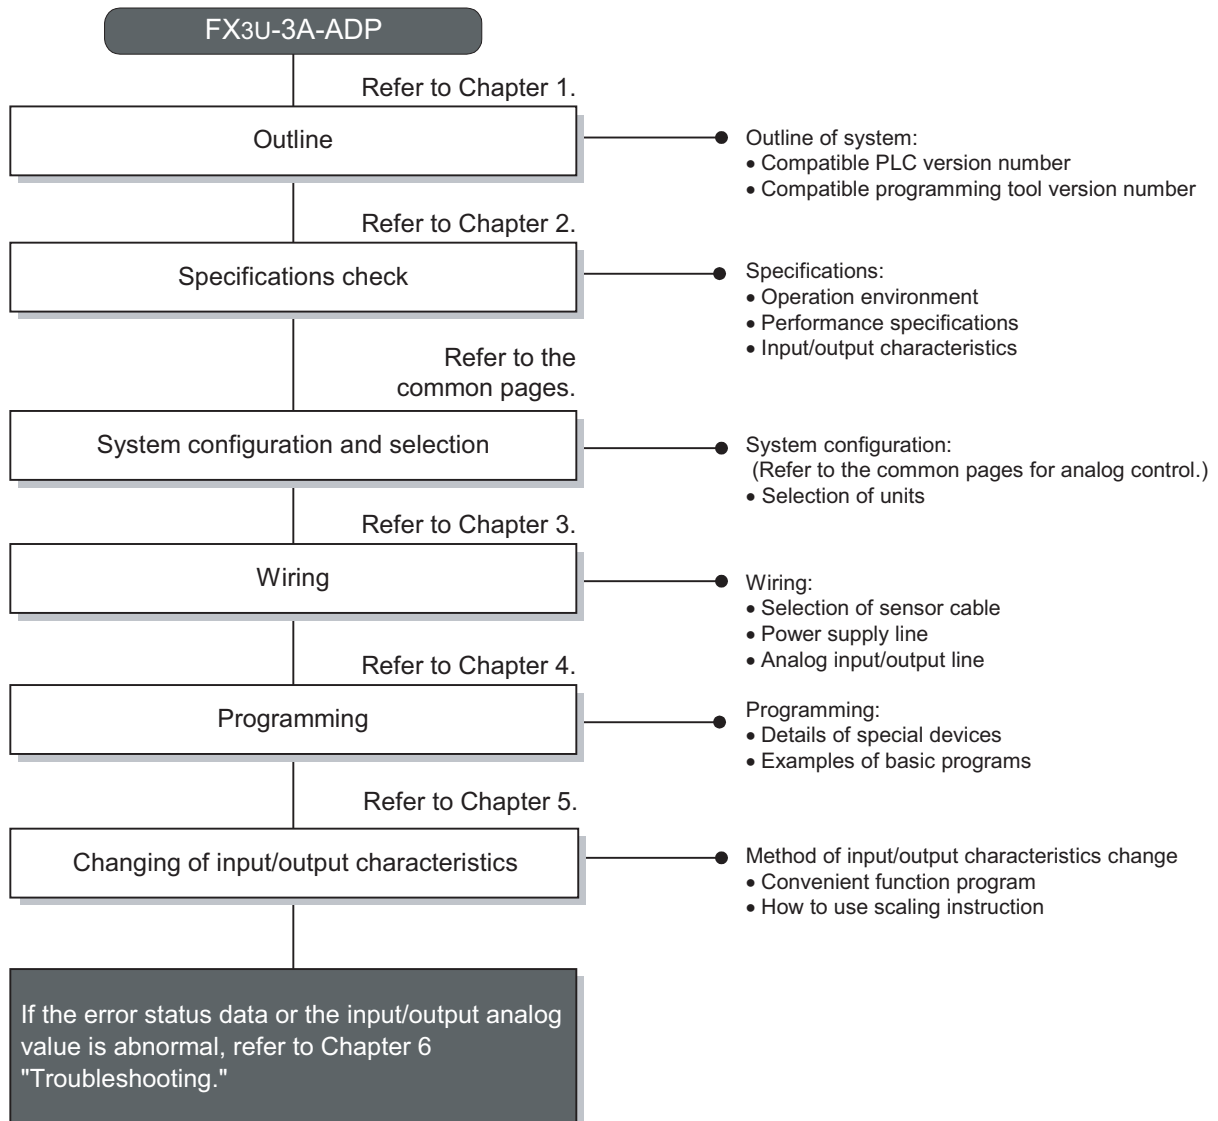 FX3U-3A-ADP
Refer to Chapter 1.
Outline
Outline of system:
• Compatible PLC version number
• Compatible programming tool version number
Refer to Chapter 2.
Specifications check
Specifications:
• Operation environment
• Performance specifications
• Input/output characteristics
Refer to the
common pages.
System configuration and selection
System configuration:
(Refer to the common pages for analog control.)
• Selection of units
Refer to Chapter 3.
Wiring
Wiring:
• Selection of sensor cable
• Power supply line
• Analog input/output line
Refer to Chapter 4.
Programming
Programming:
• Details of special devices
• Examples of basic programs
Refer to Chapter 5.
Changing of input/output characteristics
Method of input/output characteristics change
• Convenient function program
• How to use scaling instruction
If the error status data or the input/output analog
value is abnormal, refer to Chapter 6
"Troubleshooting."